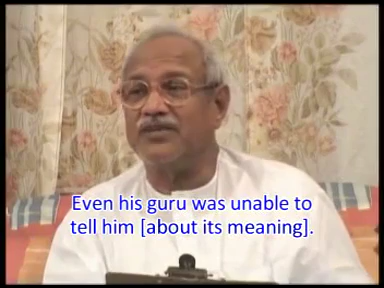 Even his guru was unable to
tell him [about its meaning].